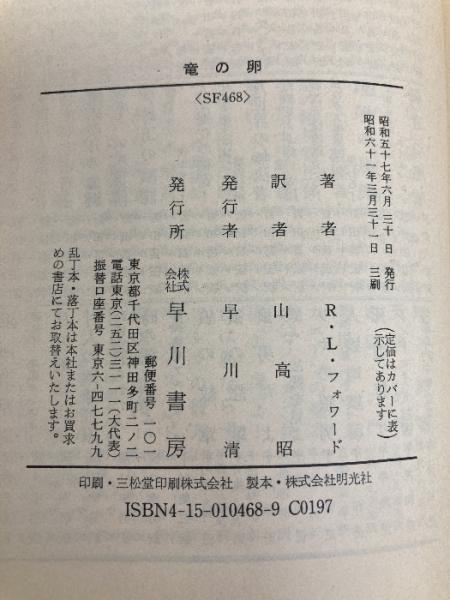 竜の卵
〈SF468〉
昭和五十七年六月三十日 発行
昭和六十一年三月三十一日 三刷
(定価はカバーに表示してあります)
著者 R・L・フォワード
訳者 山高昭
発行者 早川清
発行所 株式会社 早川書房
郵便番号 一〇一
東京都千代田区神田多町二ノ二
電話東京(二五二)三一一一(大代表)
振替口座番号 東京六-四七七九九
乱丁本・落丁本は本社またはお買求
めの書店にてお取替えいたします。
印刷・三松堂印刷株式会社 製本・株式会社明光社
ISBN4-15-010468-9 C0197